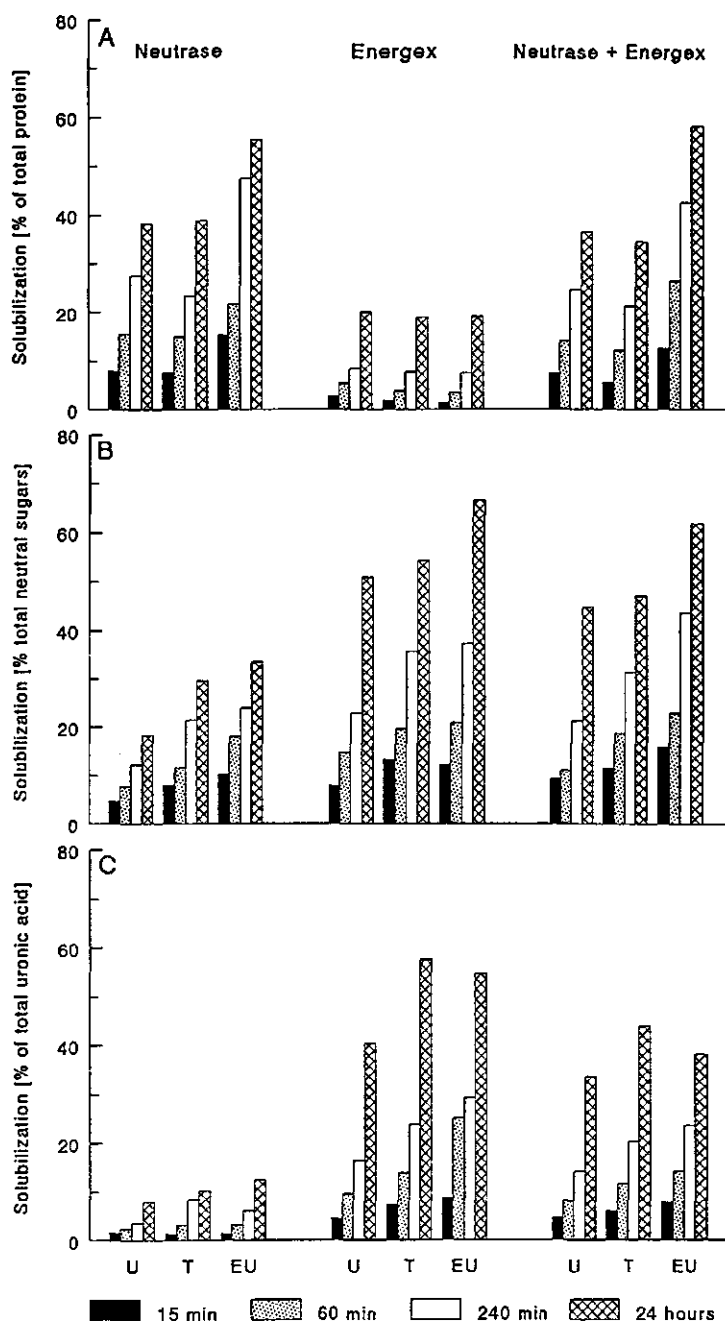 A
Neutrase Energex Neutrase + Energex
Solubilization [% of total protein]
80
60
40
20
0
B
Solubilization [% total neutral sugars]
80
60
40
20
0
C
Solubilization [% of total uronic acid]
80
60
40
20
0
U T EU U T EU U T EU
15 min 60 min 240 min 24 hours